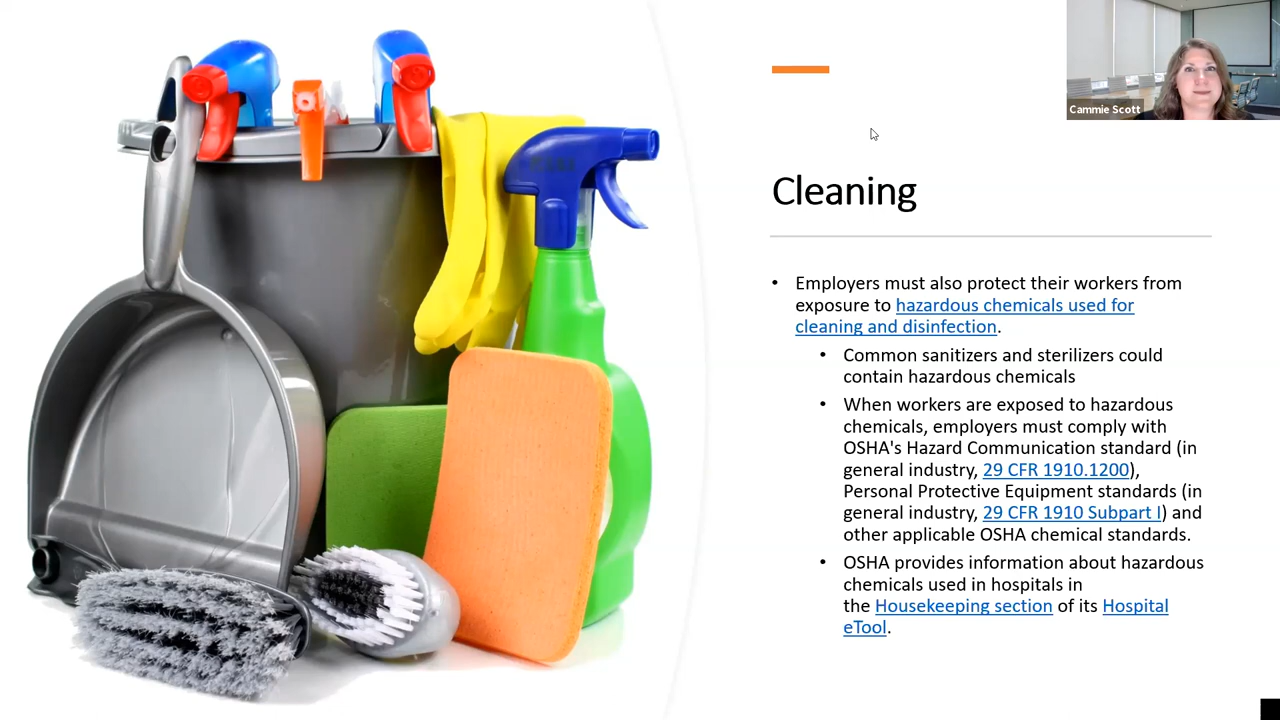 Cammie Scott
Cleaning
• Employers must also protect their workers from
exposure to hazardous chemicals used for
cleaning and disinfection.
• Common sanitizers and sterilizers could
contain hazardous chemicals
• When workers are exposed to hazardous
chemicals, employers must comply with
OSHA's Hazard Communication standard (in
general industry, 29 CFR 1910.1200),
Personal Protective Equipment standards (in
general industry, 29 CFR 1910 Subpart I) and
other applicable OSHA chemical standards.
• OSHA provides information about hazardous
chemicals used in hospitals in
the Housekeeping section of its Hospital
eTool.